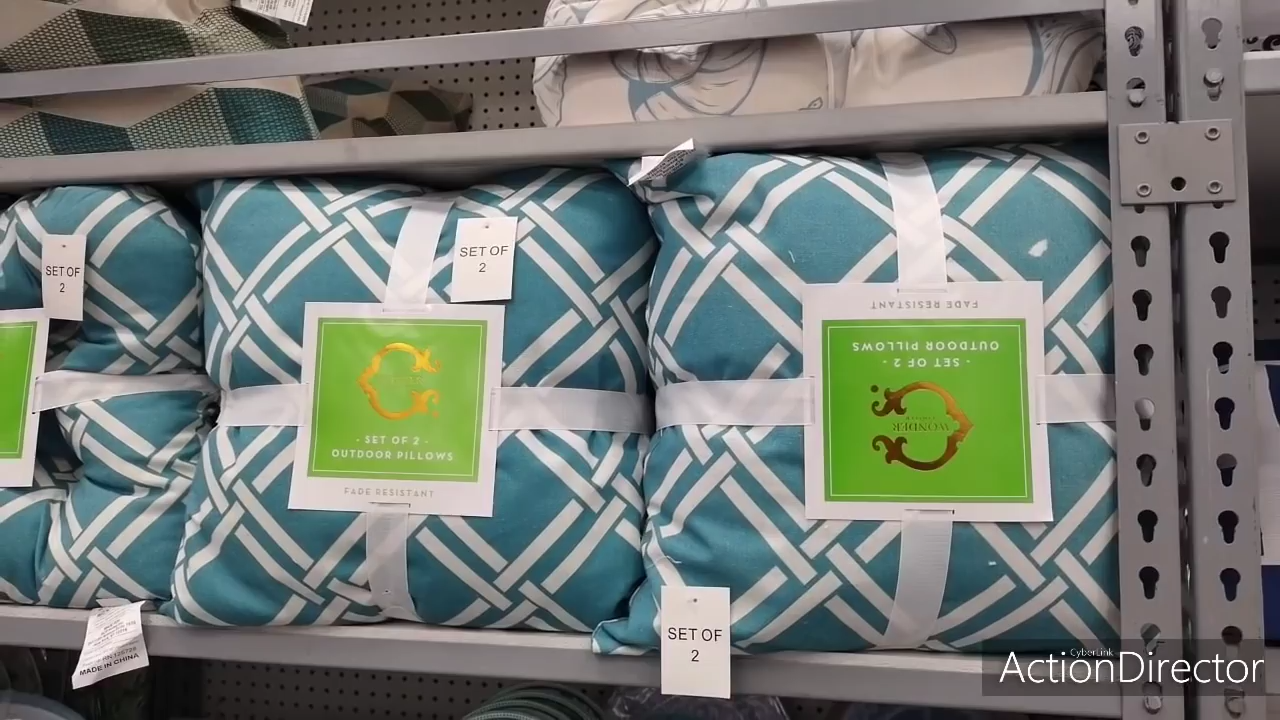 SET OF
2
SET OF
2
- SET OF 2 -
OUTDOOR PILLOWS
FADE RESISTANT
FADE RESISTANT
OUTDOOR PILLOWS
- SET OF 2 -
WONDER
SET OF
2
MADE IN CHINA
CyberLink
ActionDirector